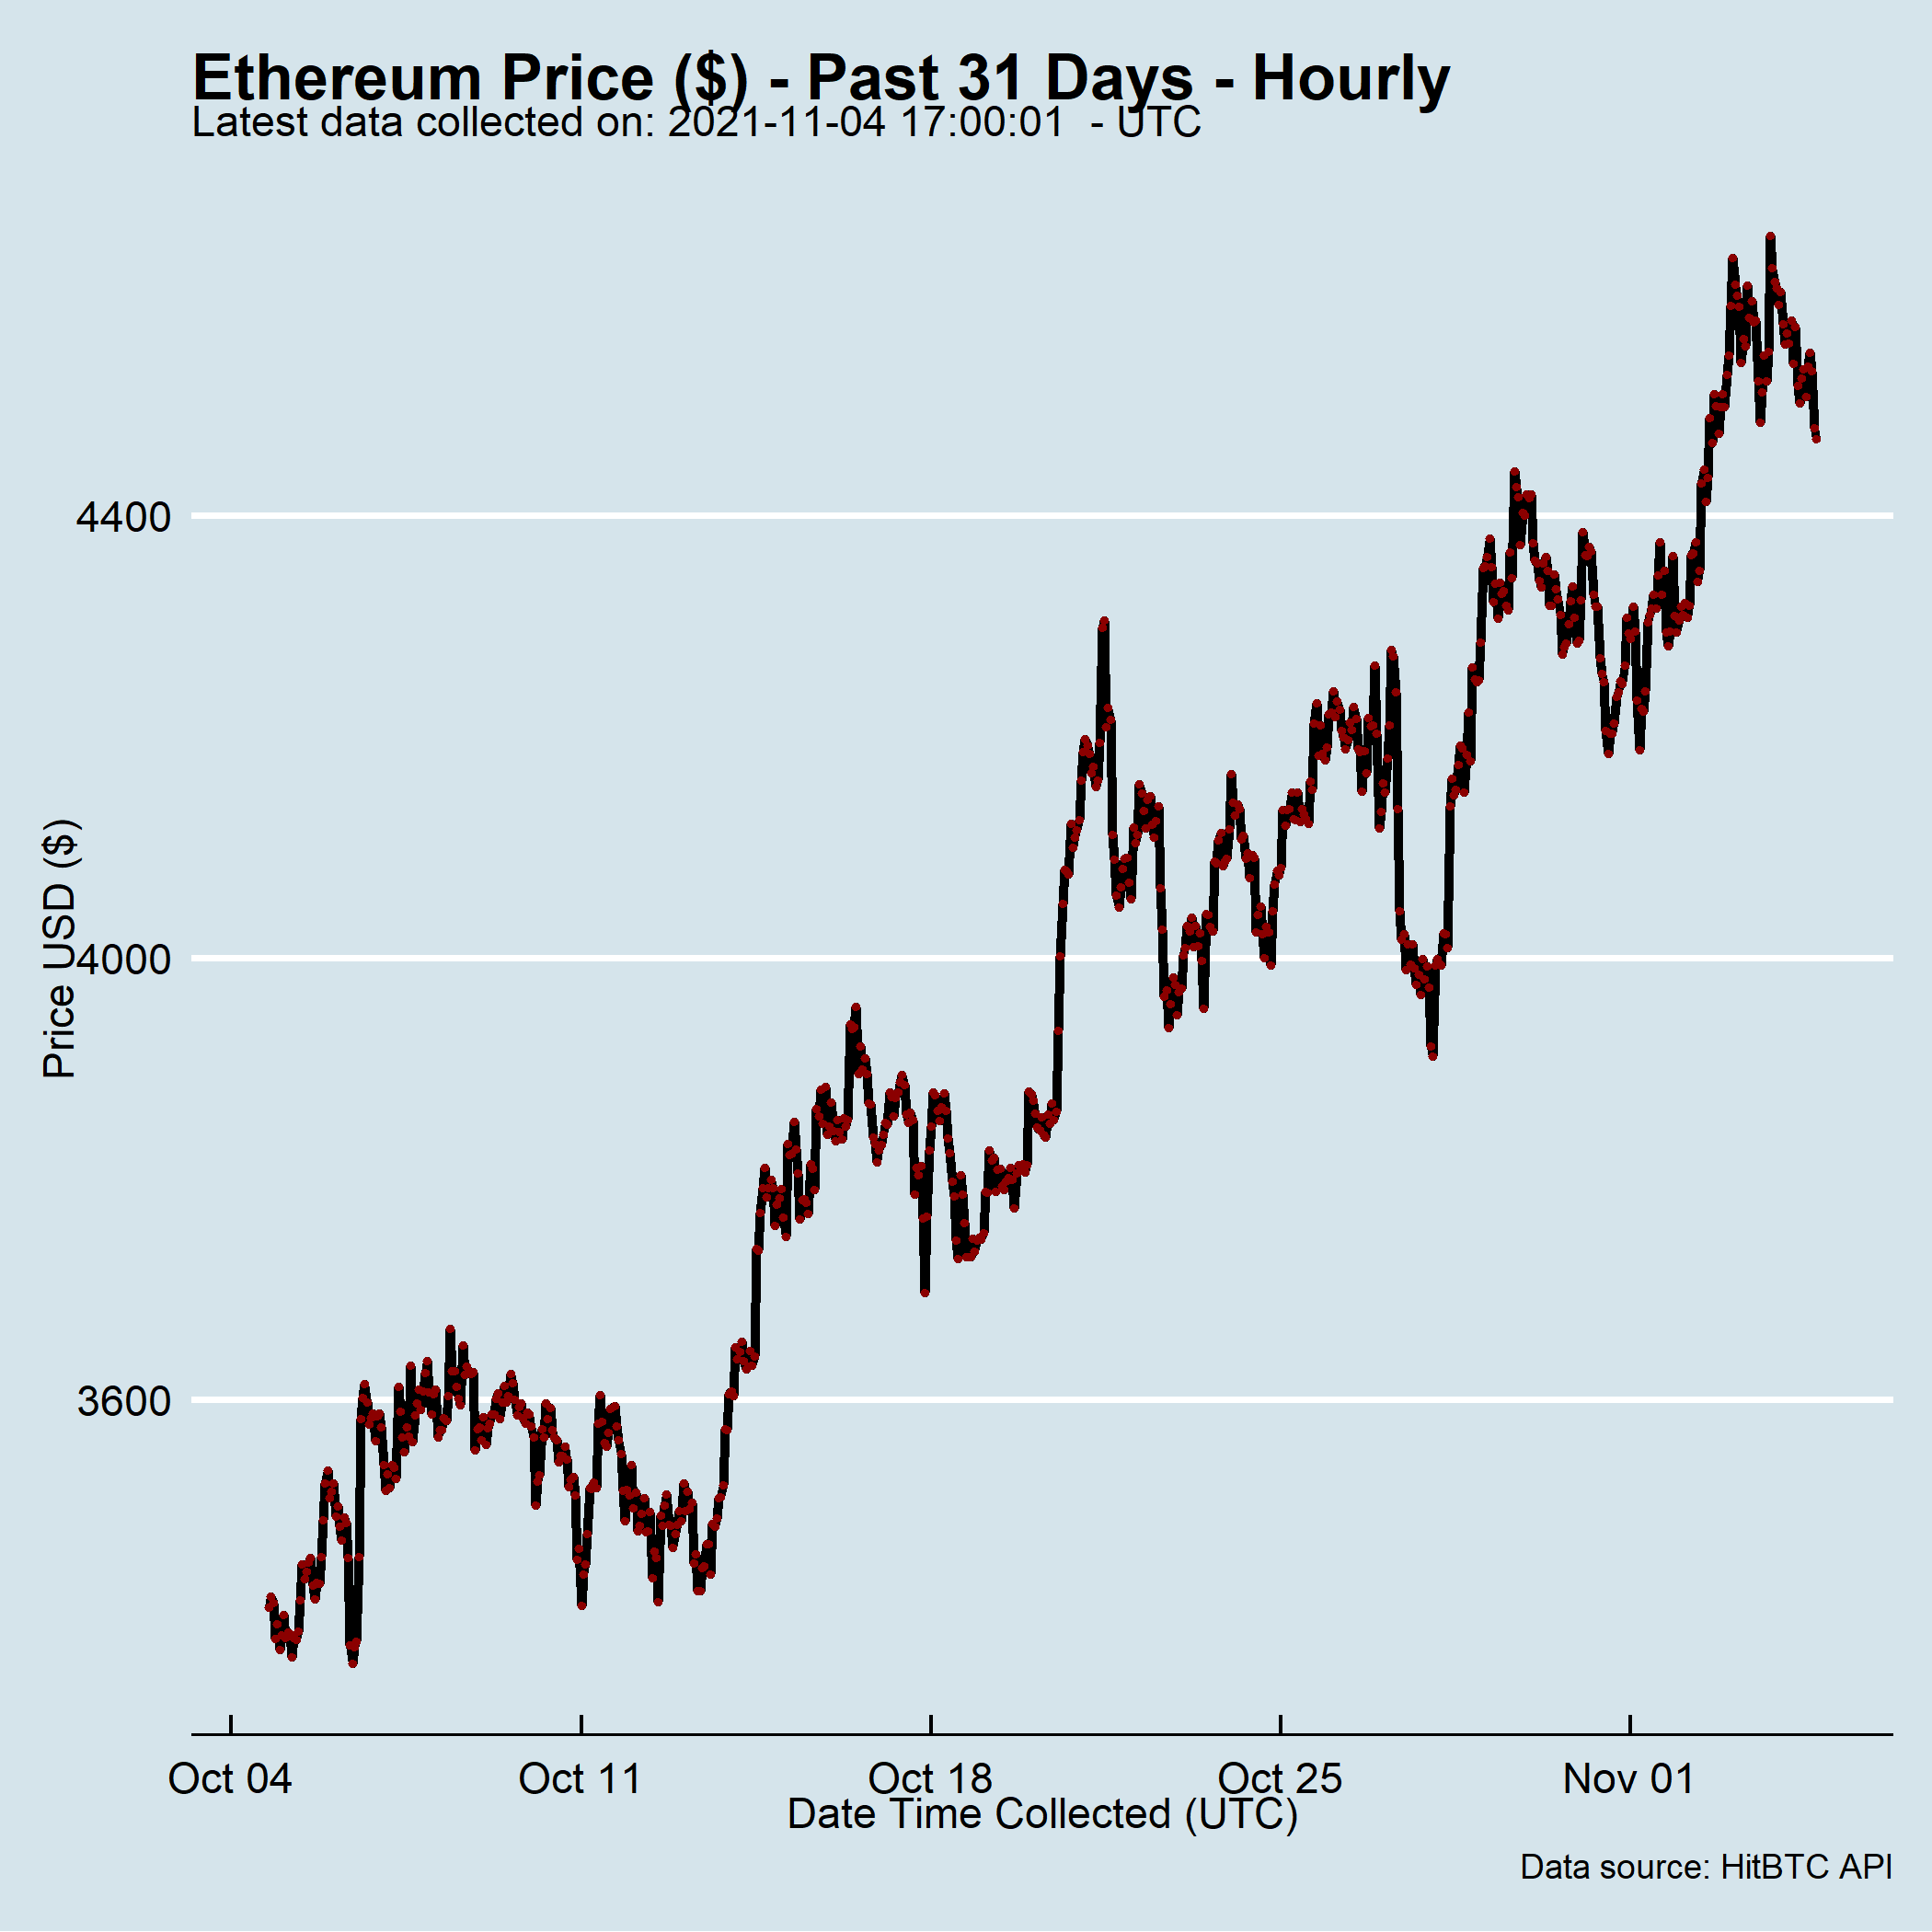 Ethereum Price ($) - Past 31 Days - Hourly
Latest data collected on: 2021-11-04 17:00:01  - UTC
Price USD ($)
4400
4000
3600
Oct 04 Oct 11 Oct 18 Oct 25 Nov 01
Date Time Collected (UTC)
Data source: HitBTC API